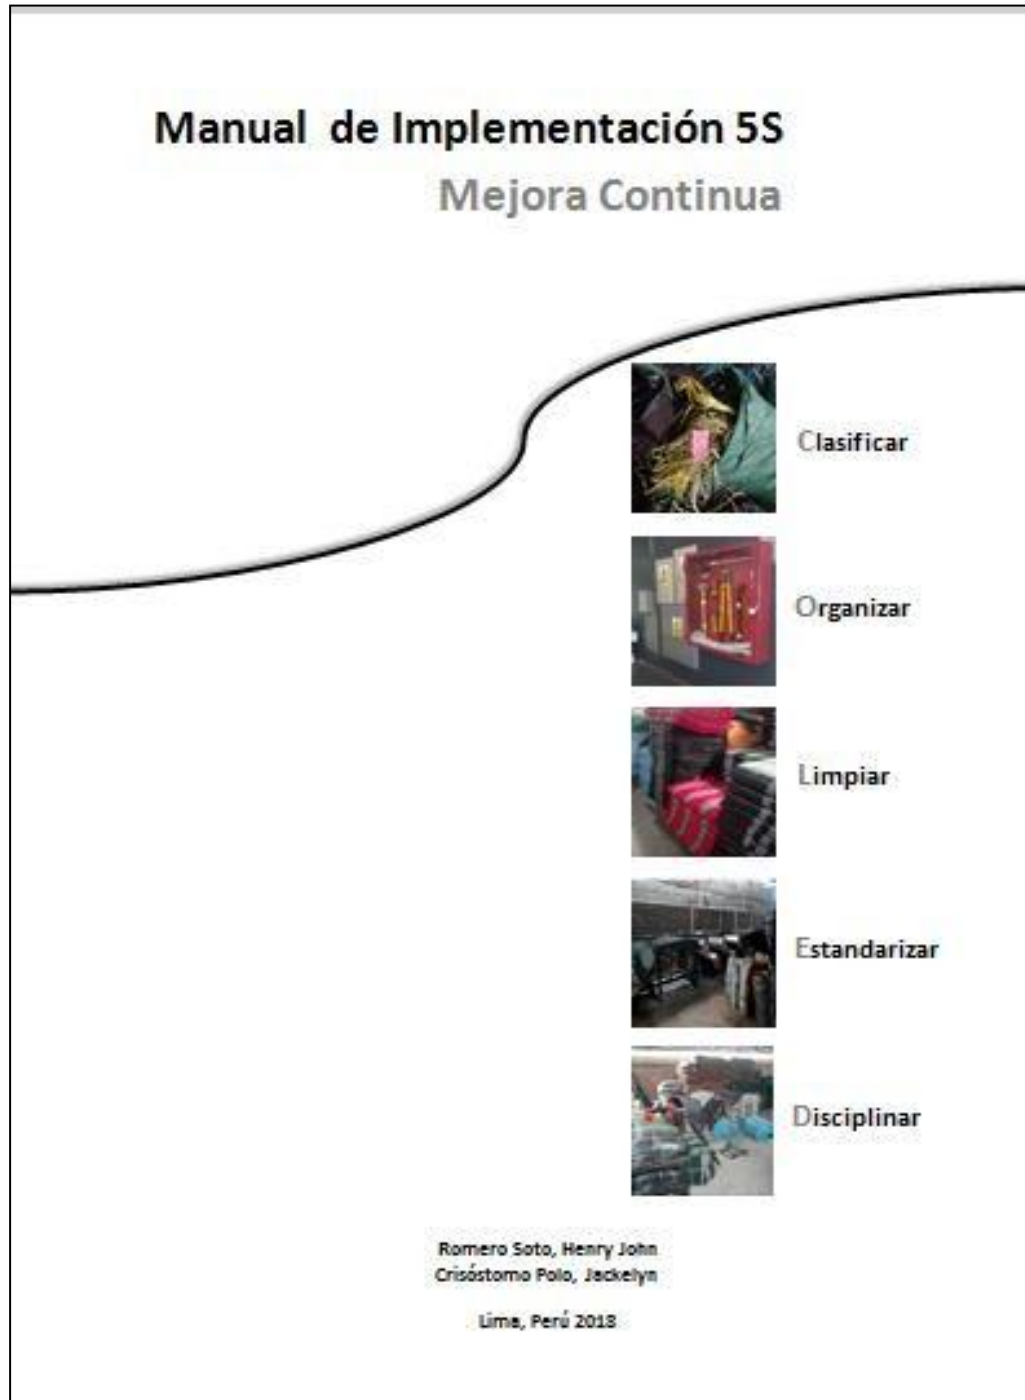 Manual de Implementación 5S
Mejora Continua
Clasificar
Organizar
Limpiar
Estandarizar
Disciplinar
Romero Soto, Henry John
Crisóstomo Polo, Jackelyn
Lima, Perú 2018